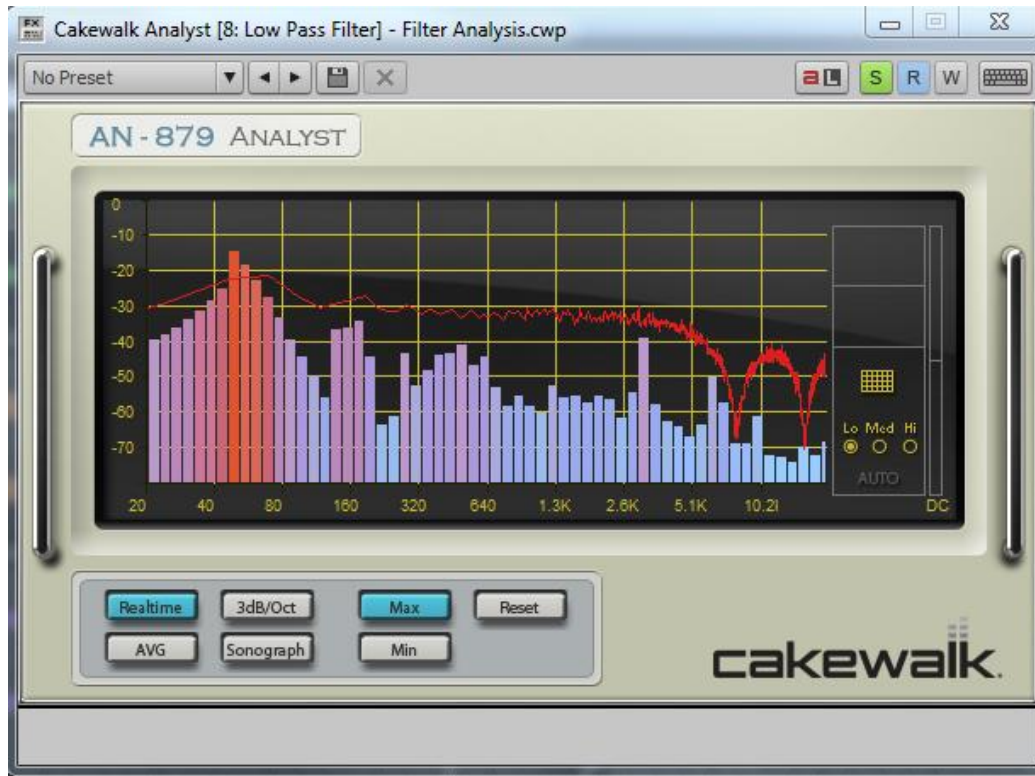 FX
Cakewalk Analyst [8: Low Pass Filter] - Filter Analysis.cwp
No Preset
a L S R W
AN - 879 ANALYST
0
-10
-20
-30
-40
-50
-60
-70
Lo Med Hi
AUTO
20 40 80 160 320 640 1.3K 2.6K 5.1K 10.2 DC
Realtime 3dB/Oct Max Reset
AVG Sonograph Min
cakewalk.